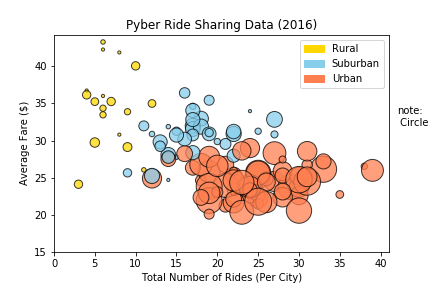 Pyber Ride Sharing Data (2016)
Average Fare ($)
40
35
30
25
20
15
0
5
10
15
20
25
30
35
40
Total Number of Rides (Per City)
Rural
Suburban
Urban
note:
Circle